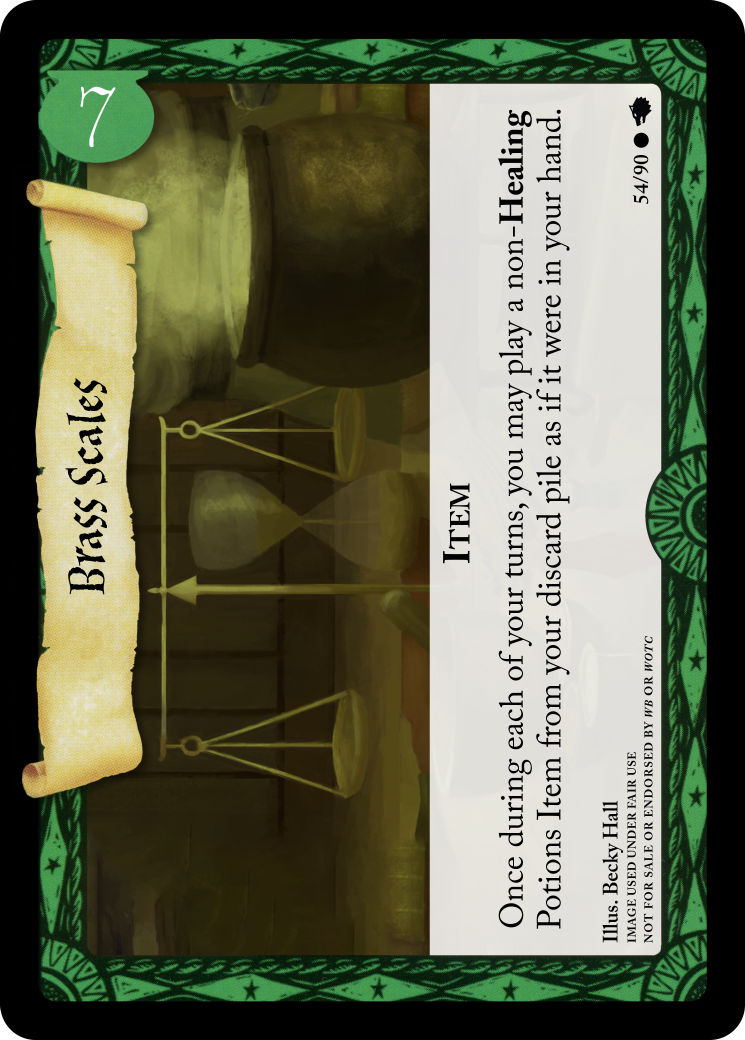 7
Brass Scales
ITEM
Once during each of your turns, you may play a non-Healing
Potions Item from your discard pile as if it were in your hand.
Illus. Becky Hall
IMAGE USED UNDER FAIR USE
NOT FOR SALE OR ENDORSED BY WB OR WOTC
54/90